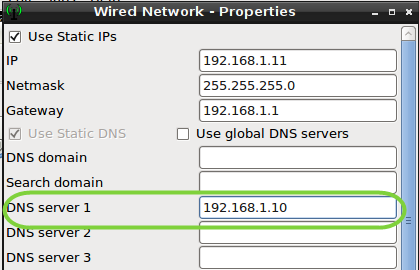 Wired Network - Properties
Use Static IPs
IP 192.168.1.11
Netmask 255.255.255.0
Gateway 192.168.1.1
Use Static DNS Use global DNS servers
DNS domain
Search domain
DNS server 1 192.168.1.10
DNS server 2
DNS server 3